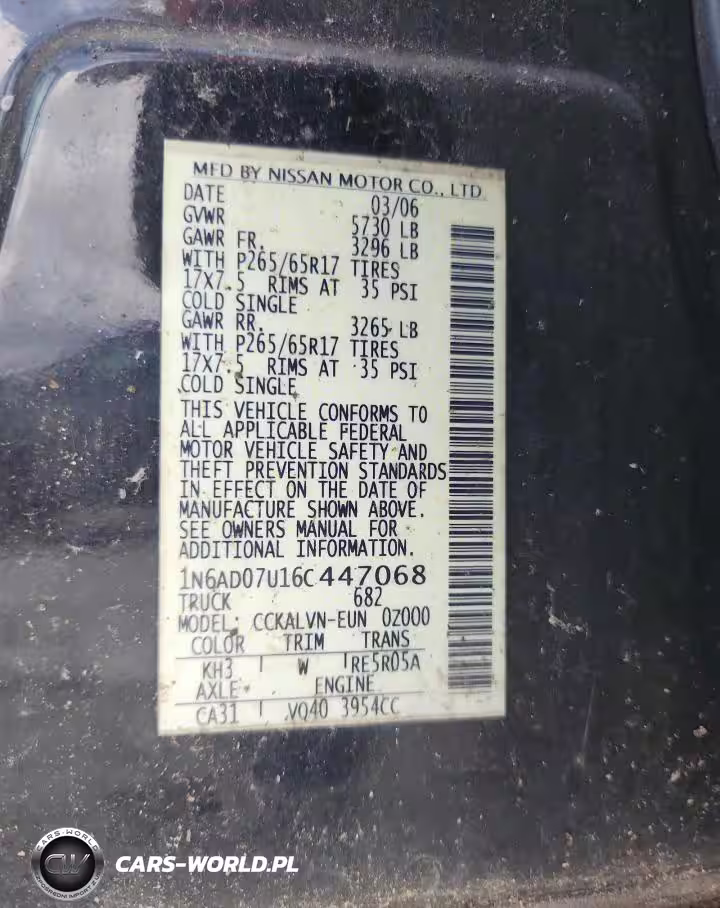 MFD BY NISSAN MOTOR CO., LTD
DATE 03/06
GVWR 5730 LB
GAWR FR. 3296 LB
WITH P265/65R17 TIRES
17X7.5 RIMS AT 35 PSI
COLD SINGLE
GAWR RR. 3265 LB
WITH P265/65R17 TIRES
17X7.5 RIMS AT 35 PSI
COLD SINGLE
THIS VEHICLE CONFORMS TO
ALL APPLICABLE FEDERAL
MOTOR VEHICLE SAFETY AND
THEFT PREVENTION STANDARDS
IN EFFECT ON THE DATE OF
MANUFACTURE SHOWN ABOVE.
SEE OWNERS MANUAL FOR
ADDITIONAL INFORMATION.
1N6AD07U16C447068
TRUCK 682
MODEL: CCKALVN-EUN 0Z000
COLOR TRIM TRANS
KH3 W RE5R05A
AXLE ENGINE
CA31 VQ40 3954CC
CARS-WORLD
CW
CARS-WORLD.PL